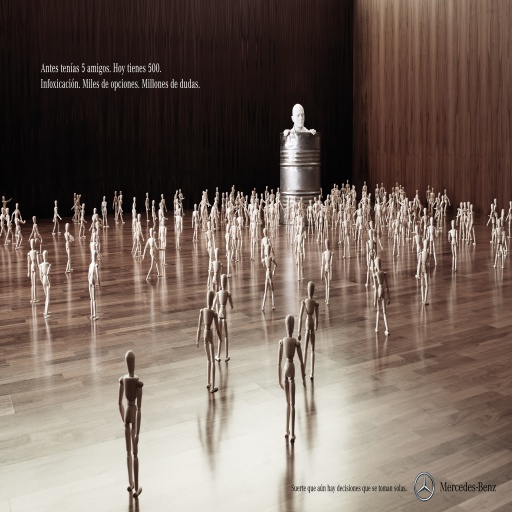 Antes tenías 5 amigos. Hoy tienes 500.
Infoxicación. Miles de opciones. Millones de dudas.
Suerte que aún hay decisiones que se toman solas.
Mercedes-Benz